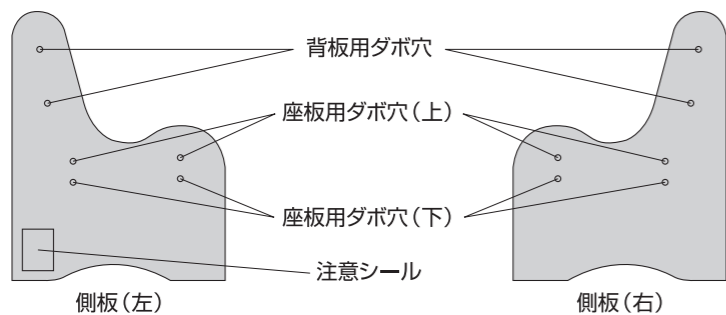 背板用ダボ穴
座板用ダボ穴（上）
座板用ダボ穴（下）
注意シール
側板（左）
側板（右）